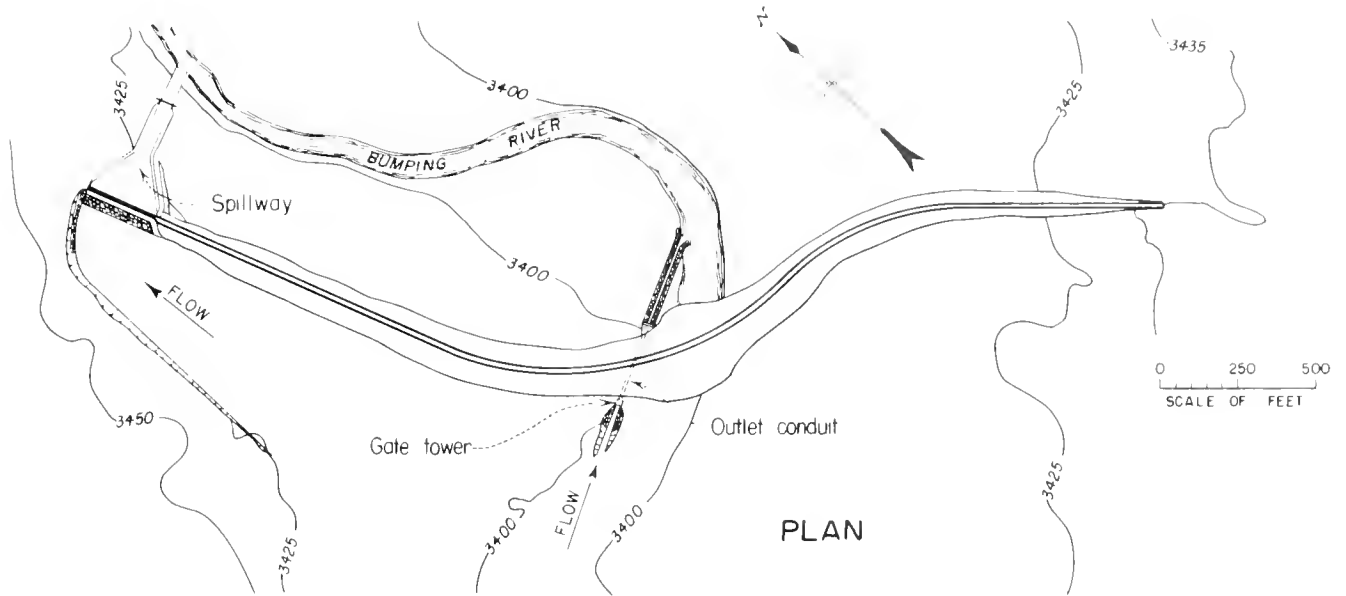 N
3435
3425
3425
3400
BUMPING RIVER
Spillway
3400
FLOW
0 250 500
SCALE OF FEET
3450
Gate tower
Outlet conduit
3425
FLOW
3400
3400
PLAN
3425